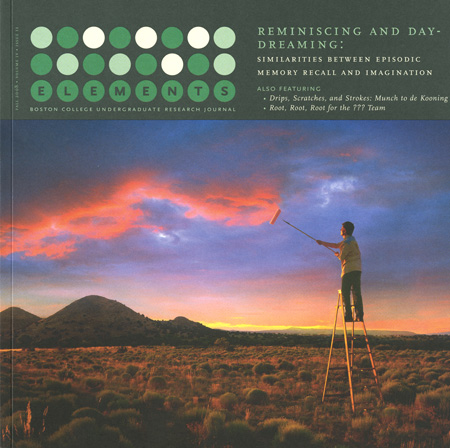 REMINISCING AND DAY-
DREAMING:
SIMILARITIES BETWEEN EPISODIC
MEMORY RECALL AND IMAGINATION
ALSO FEATURING
• Drips, Scratches, and Strokes: Munch to de Kooning
• Root, Root, Root for the ??? Team
ELEMENTS
BOSTON COLLEGE UNDERGRADUATE RESEARCH JOURNAL